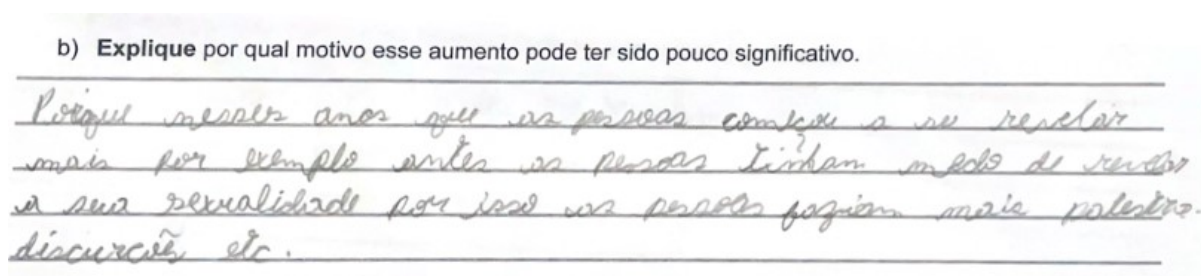 b) Explique por qual motivo esse aumento pode ter sido pouco significativo.
Porque nesses anos que as pessoas começou a se revelar
mais por exemplo antes as pessoas tinham medo de revelar
a sua sexualidade por isso as pessoas faziam mais palestra
discurcões etc.